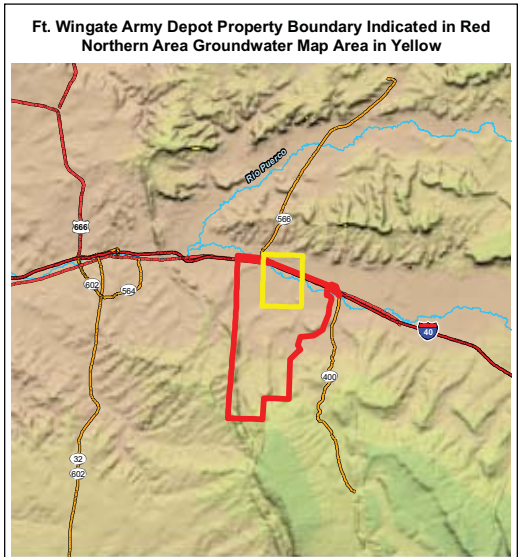 Ft. Wingate Army Depot Property Boundary Indicated in Red
Northern Area Groundwater Map Area in Yellow
Rio Puerco
566
666
602
564
40
400
32
602